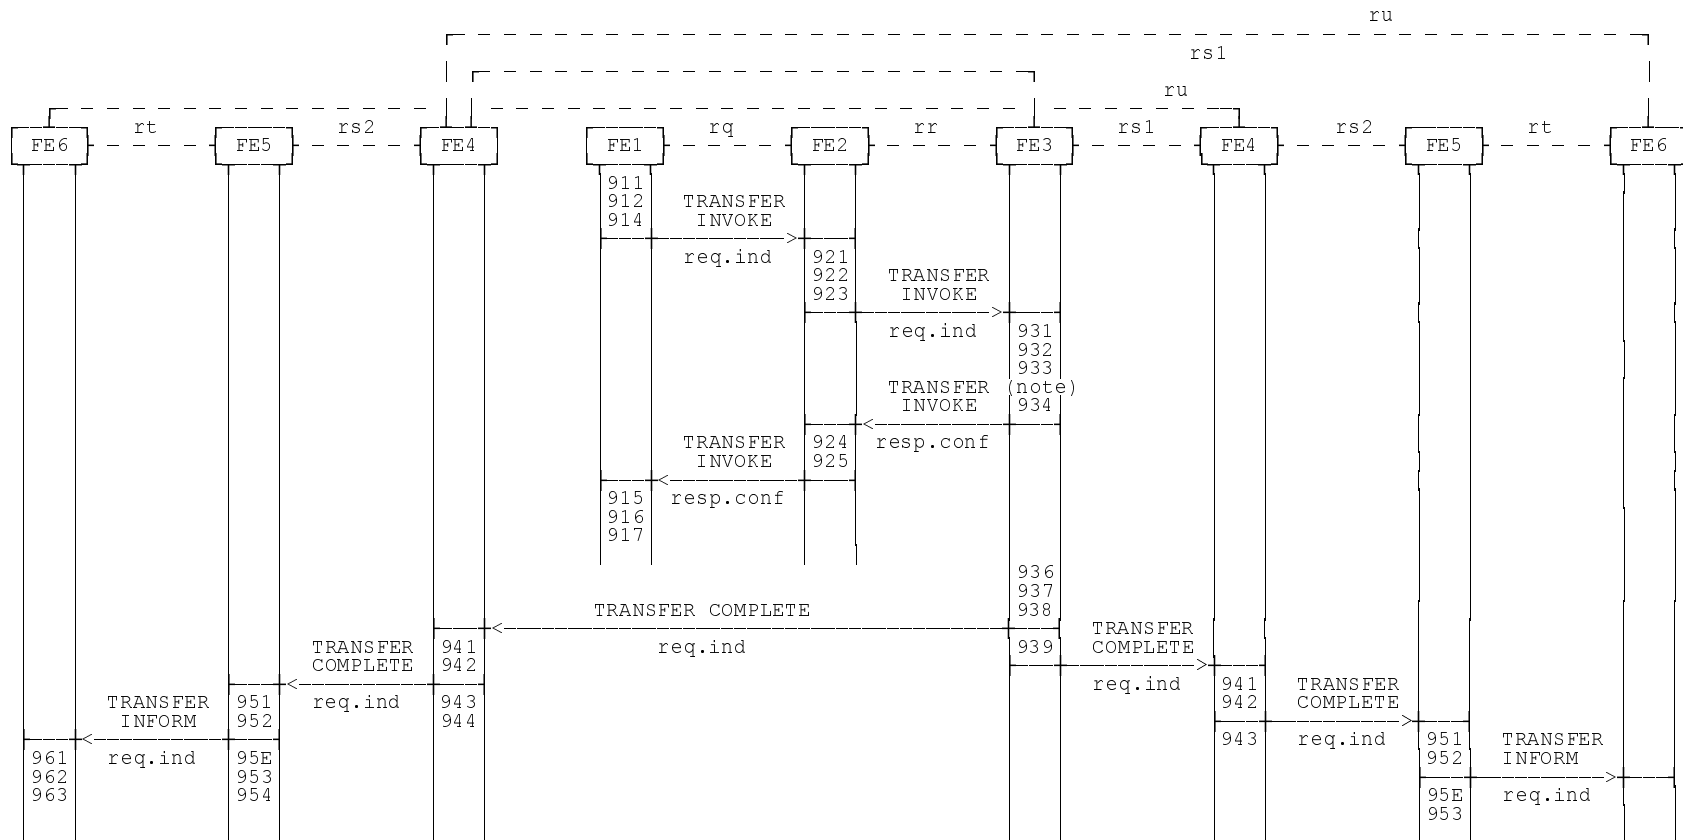 ru
rs1
ru
rt rs2 rq rr rs1 rs2 rt
FE6 FE5 FE4 FE1 FE2 FE3 FE4 FE5 FE6
911
912 TRANSFER
914 INVOKE
req.ind 921
922 TRANSFER
923 INVOKE
req.ind 931
932
933
TRANSFER (note)
INVOKE 934
TRANSFER 924 resp.conf
INVOKE 925
915 resp.conf
916
917
936
937
TRANSFER COMPLETE 938
TRANSFER
TRANSFER 941 req.ind 939 COMPLETE
COMPLETE 942
req.ind 941 TRANSFER
TRANSFER 951 req.ind 943 942 COMPLETE
INFORM 952 944
943 req.ind 951 TRANSFER
961 req.ind 95E 952 INFORM
962 953
963 954 95E req.ind
953